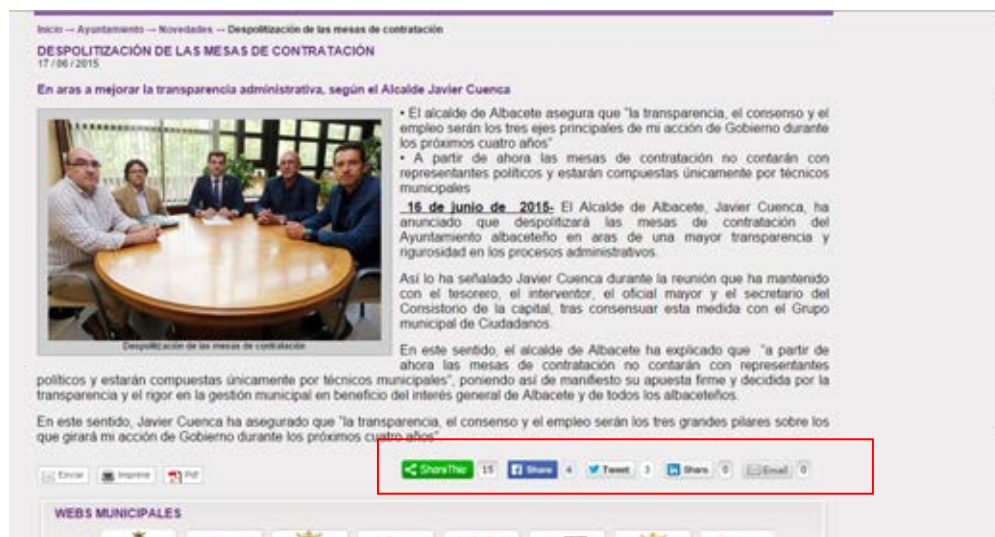 Inicio — Ayuntamiento — Novedades — Despolitización de las mesas de contratación
DESPOLITIZACIÓN DE LAS MESAS DE CONTRATACIÓN
17 / 06 / 2015
En aras a mejorar la transparencia administrativa, según el Alcalde Javier Cuenca
• El alcalde de Albacete asegura que "la transparencia, el consenso y el
empleo serán los tres ejes principales de mi acción de Gobierno durante
los próximos cuatro años"
• A partir de ahora las mesas de contratación no contarán con
representantes políticos y estarán compuestas únicamente por técnicos
municipales
16 de junio de 2015- El Alcalde de Albacete, Javier Cuenca, ha
anunciado que despolitizará las mesas de contratación del
Ayuntamiento albaceteño en aras de una mayor transparencia y
rigurosidad en los procesos administrativos.
Así lo ha señalado Javier Cuenca durante la reunión que ha mantenido
con el tesorero, el interventor, el oficial mayor y el secretario del
Consistorio de la capital, tras consensuar esta medida con el Grupo
municipal de Ciudadanos.
Despolitización de las mesas de contratación
En este sentido, el alcalde de Albacete ha explicado que "a partir de
ahora las mesas de contratación no contarán con representantes
políticos y estarán compuestas únicamente por técnicos municipales", poniendo así de manifiesto su apuesta firme y decidida por la
transparencia y el rigor en la gestión municipal en beneficio del interés general de Albacete y de todos los albaceteños.
En este sentido, Javier Cuenca ha asegurado que "la transparencia, el consenso y el empleo serán los tres grandes pilares sobre los
que girará mi acción de Gobierno durante los próximos cuatro años".
Enviar Imprimir Pdf ShareThis 15 Share 4 Tweet 3 Share 0 Email 0
WEBS MUNICIPALES